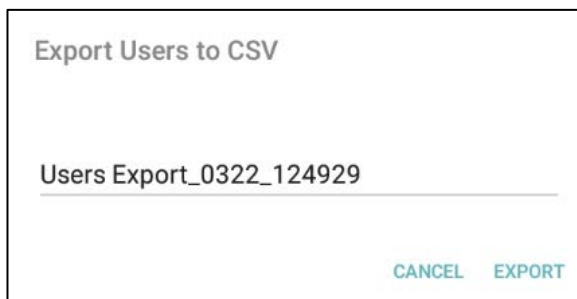 Export Users to CSV
Users Export_0322_124929
CANCEL EXPORT